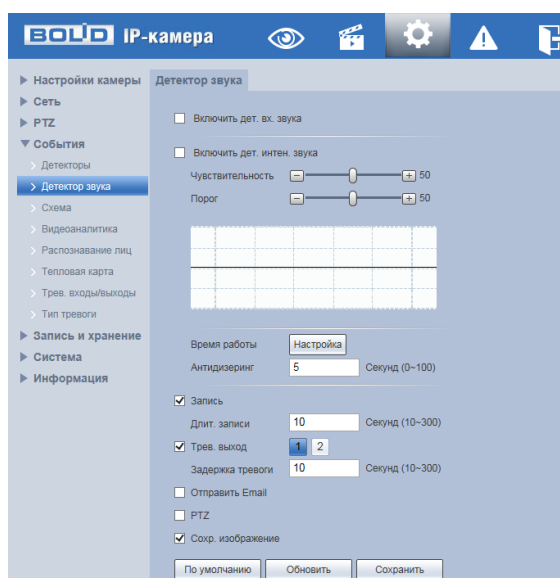 BOLID IP-камера
Настройки камеры
Сеть
PTZ
События
Детекторы
Детектор звука
Схема
Видеоаналитика
Распознавание лиц
Тепловая карта
Трев. входы/выходы
Тип тревоги
Запись и хранение
Система
Информация
Детектор звука
Включить дет. вх. звука
Включить дет. интен. звука
Чувствительность 50
Порог 50
Время работы Настройка
Антидизеринг 5 Секунд (0~100)
Запись
Длит. записи 10 Секунд (10~300)
Трев. выход 1 2
Задержка тревоги 10 Секунд (10~300)
Отправить Email
PTZ
Сохр. изображение
По умолчанию Обновить Сохранить